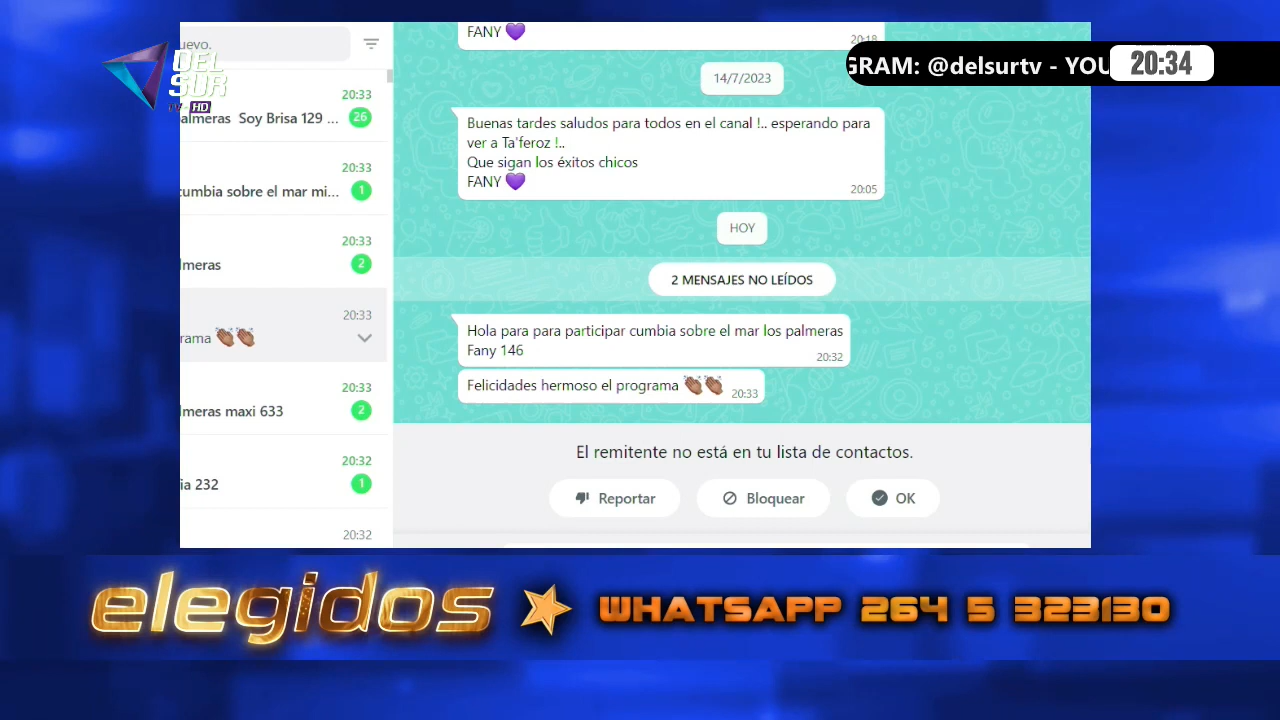 uevo.
DEL
SUR
TV - HD
GRAM: @delsurtv - YOU
20:34
20:33
almeras Soy Brisa 129 ...
26
20:33
cumbia sobre el mar mi...
1
20:33
lmeras
2
20:33
rama 👏🏽👏🏽
20:33
lmeras maxi 633
2
20:32
ia 232
1
20:32
FANY 💜
20:18
14/7/2023
Buenas tardes saludos para todos en el canal !.. esperando para
ver a Ta'feroz !..
Que sigan los éxitos chicos
FANY 💜
20:05
HOY
2 MENSAJES NO LEÍDOS
Hola para para participar cumbia sobre el mar los palmeras
Fany 146
20:32
Felicidades hermoso el programa 👏🏽👏🏽
20:33
El remitente no está en tu lista de contactos.
Reportar
Bloquear
OK
elegidos
WHATSAPP 264 5 323130